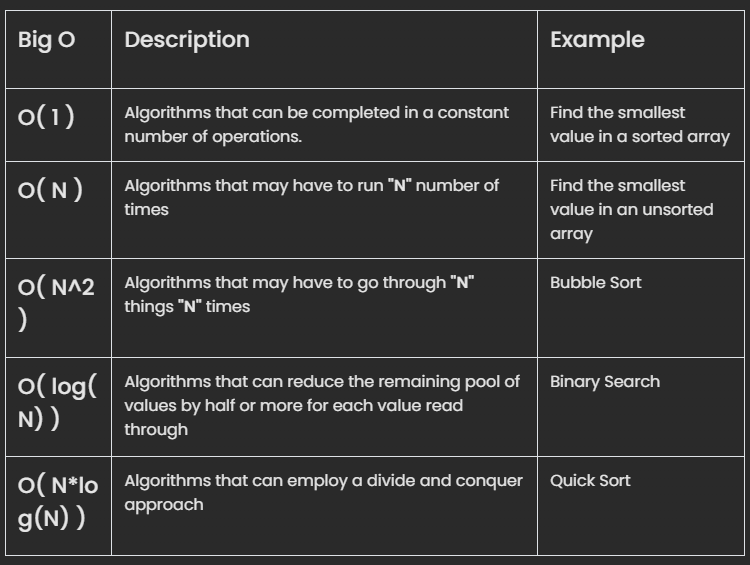 Big O
Description
Example
O( 1 )
Algorithms that can be completed in a constant
number of operations.
Find the smallest
value in a sorted array
O( N )
Algorithms that may have to run "N" number of
times
Find the smallest
value in an unsorted
array
O( N^2
)
Algorithms that may have to go through "N"
things "N" times
Bubble Sort
O( log(
N) )
Algorithms that can reduce the remaining pool of
values by half or more for each value read
through
Binary Search
O( N*lo
g(N) )
Algorithms that can employ a divide and conquer
approach
Quick Sort